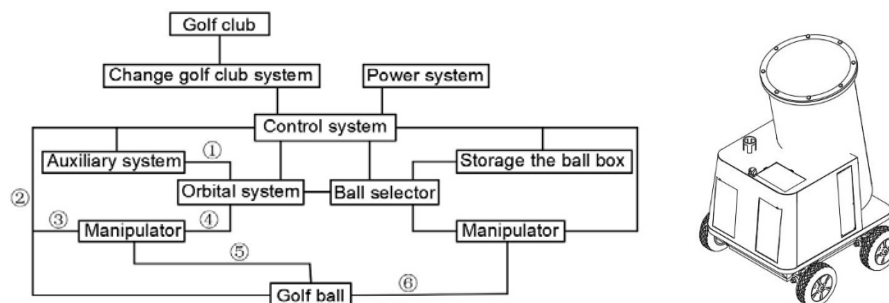 Golf club
Change golf club system
Power system
Control system
Auxiliary system
①
Storage the ball box
②
Orbital system
Ball selector
③
Manipulator
④
Manipulator
⑤
⑥
Golf ball